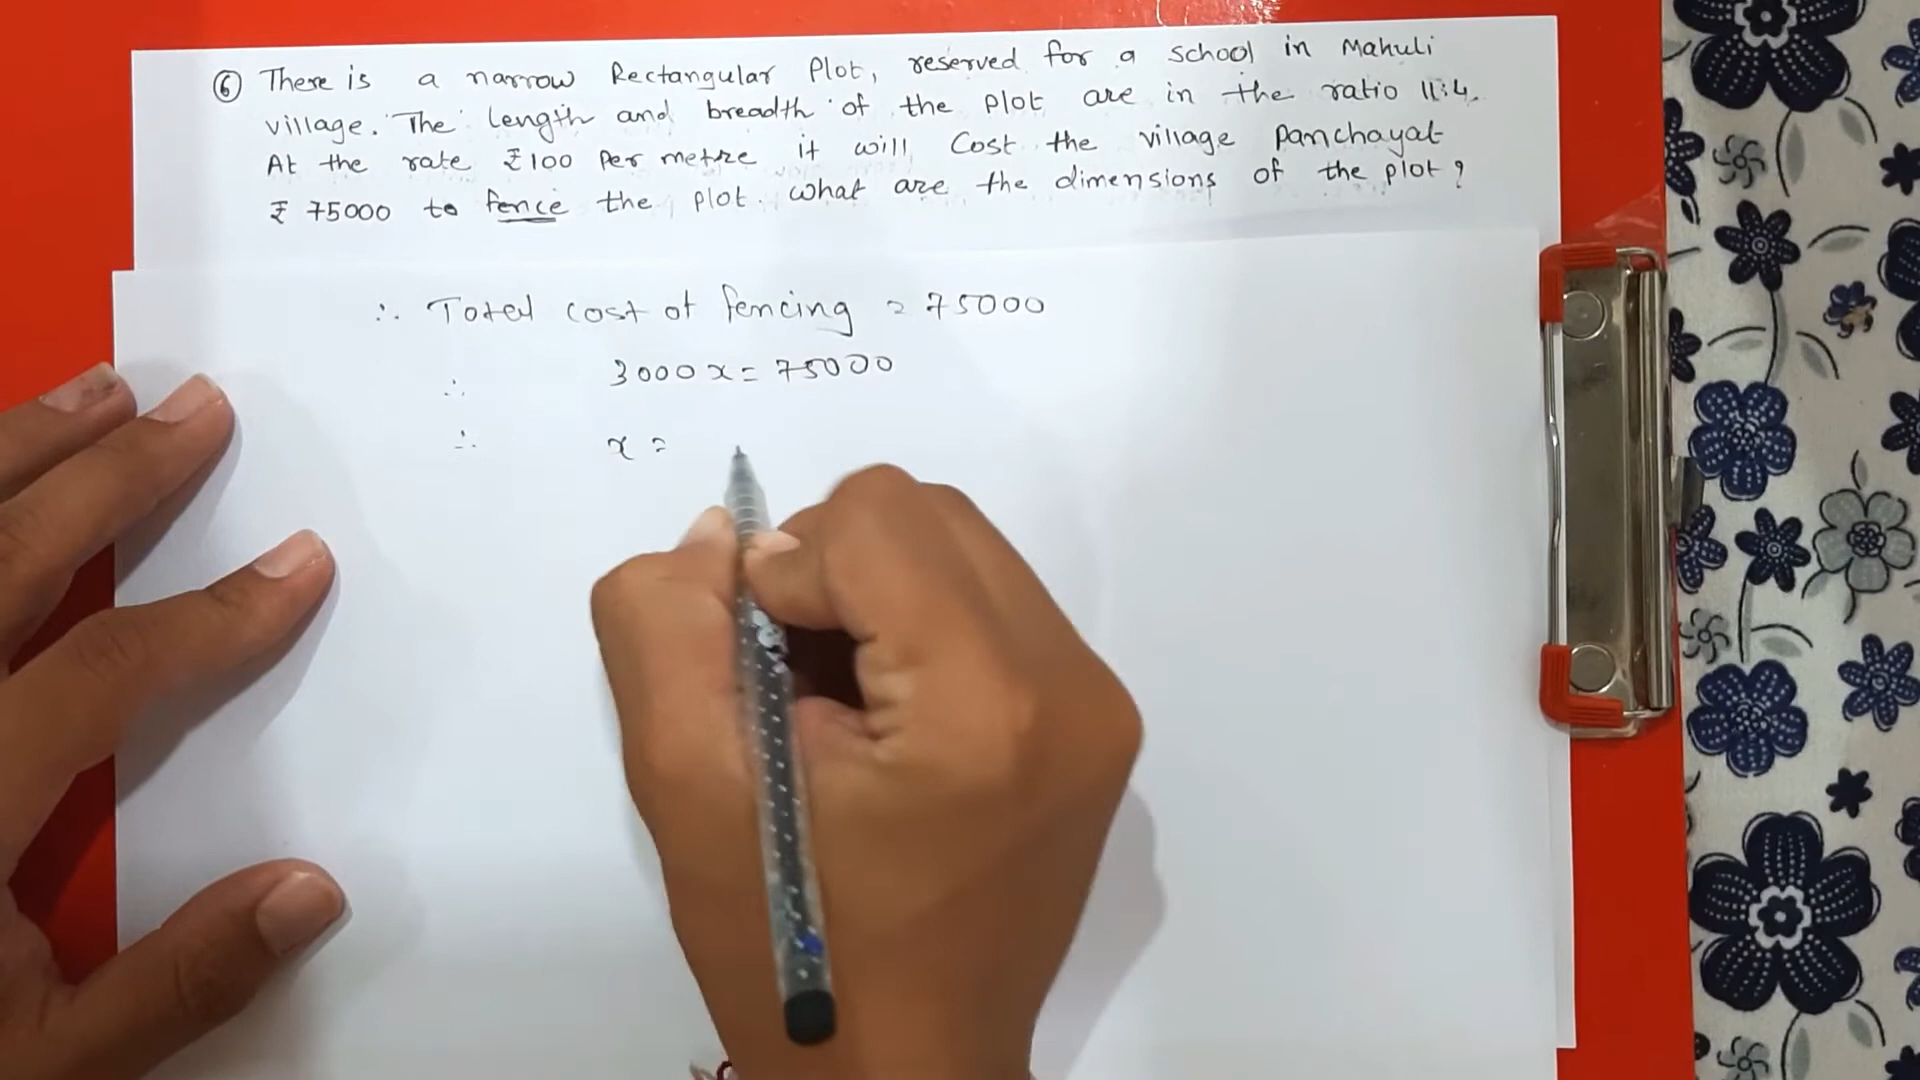 ⑥ There is a narrow Rectangular Plot, reserved for a school in Mahuli
village. The length and breadth of the plot are in the ratio 11:4.
At the rate ₹100 Per metre it will Cost the village Panchayat
₹ 75000 to fence the plot. what are the dimensions of the plot?
∴ Total cost of fencing = 75000
∴ 3000x = 75000
∴ x =